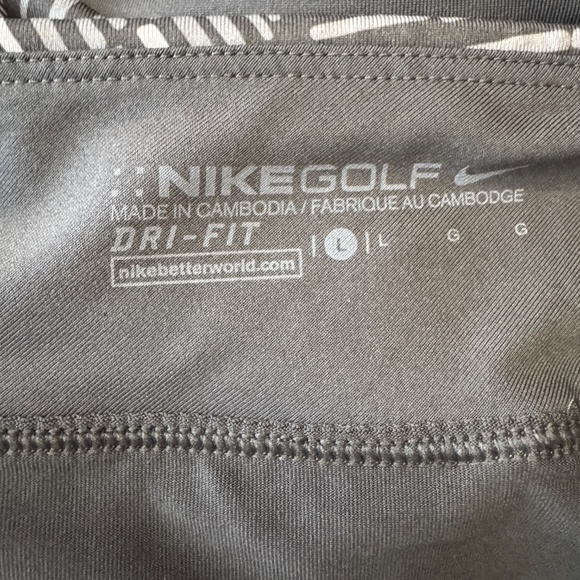 NIKEGOLF
MADE IN CAMBODIA / FABRIQUE AU CAMBODGE
DRI-FIT | L | L G G
nikebetterworld.com